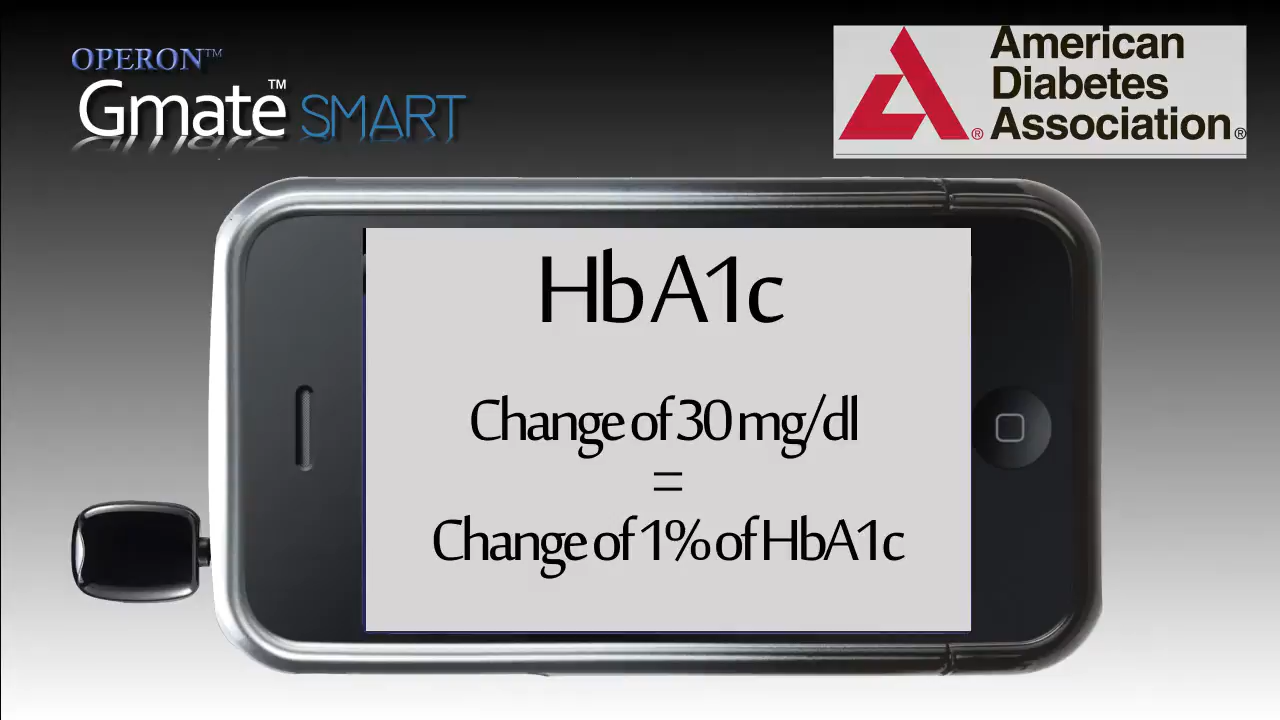 OPERON™
Gmate™ SMART
American
Diabetes
Association®
HbA1c
Change of 30 mg/dl
=
Change of 1% of HbA1c